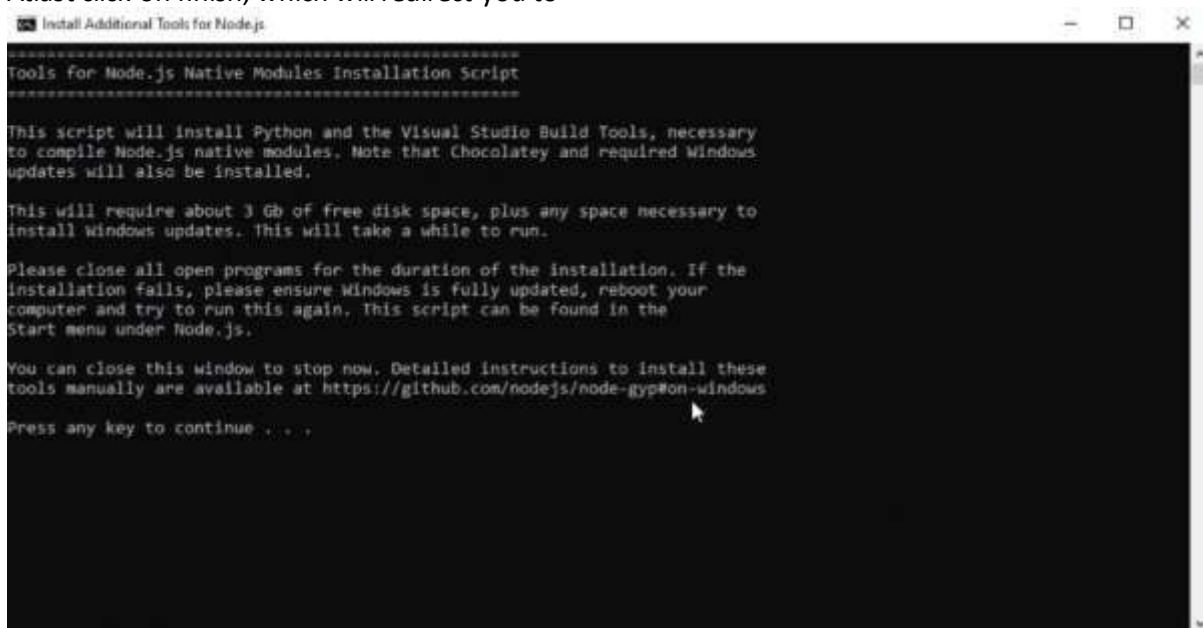 just click on finish, which will redirect you to
Install Additional Tools for Node.js
====================================================
Tools for Node.js Native Modules Installation Script
====================================================
This script will install Python and the Visual Studio Build Tools, necessary
to compile Node.js native modules. Note that Chocolatey and required Windows
updates will also be installed.
This will require about 3 Gb of free disk space, plus any space necessary to
install Windows updates. This will take a while to run.
Please close all open programs for the duration of the installation. If the
installation fails, please ensure Windows is fully updated, reboot your
computer and try to run this again. This script can be found in the
Start menu under Node.js.
You can close this window to stop now. Detailed instructions to install these
tools manually are available at https://github.com/nodejs/node-gyp#on-windows
Press any key to continue . . .